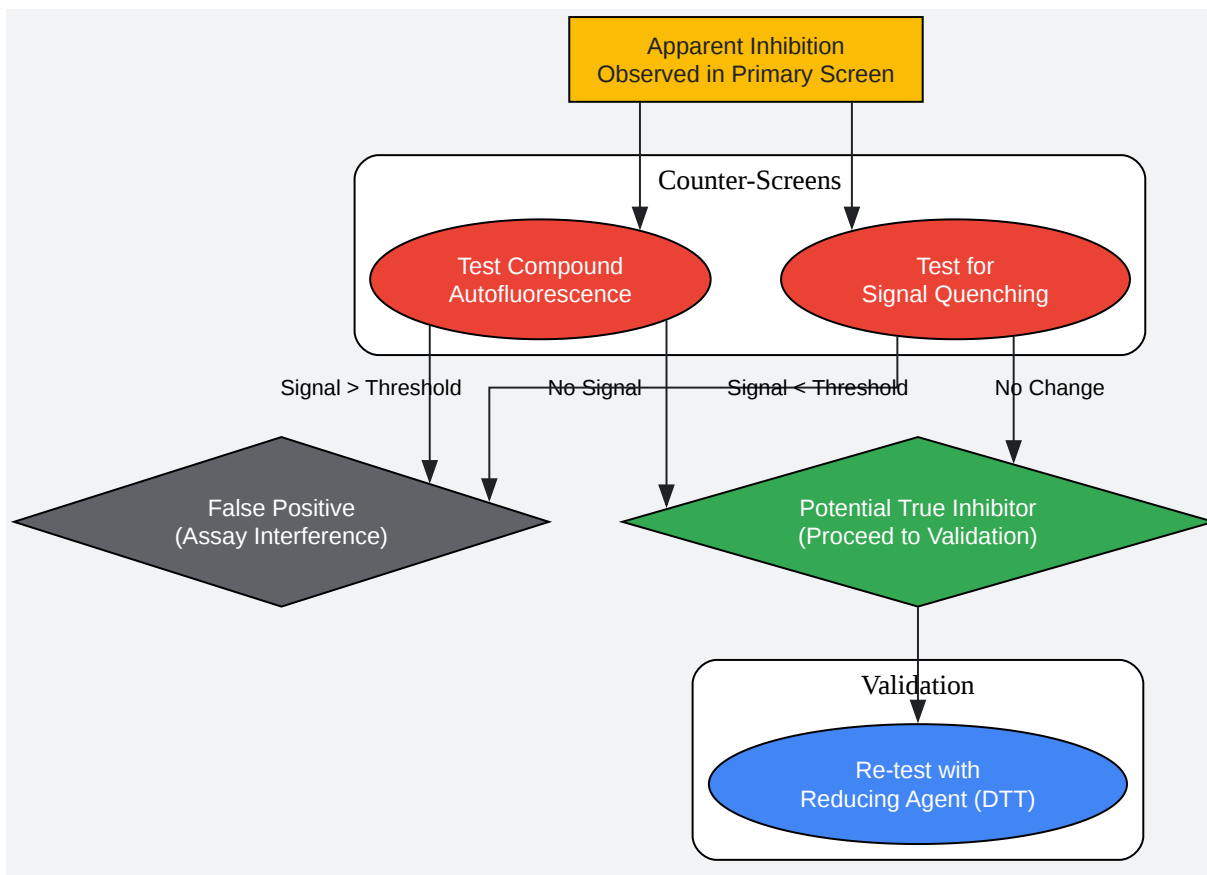 Apparent Inhibition
Observed in Primary Screen
Counter-Screens
Test Compound
Autofluorescence
Test for
Signal Quenching
Signal > Threshold
No Signal
Signal < Threshold
No Change
False Positive
(Assay Interference)
Potential True Inhibitor
(Proceed to Validation)
Validation
Re-test with
Reducing Agent (DTT)